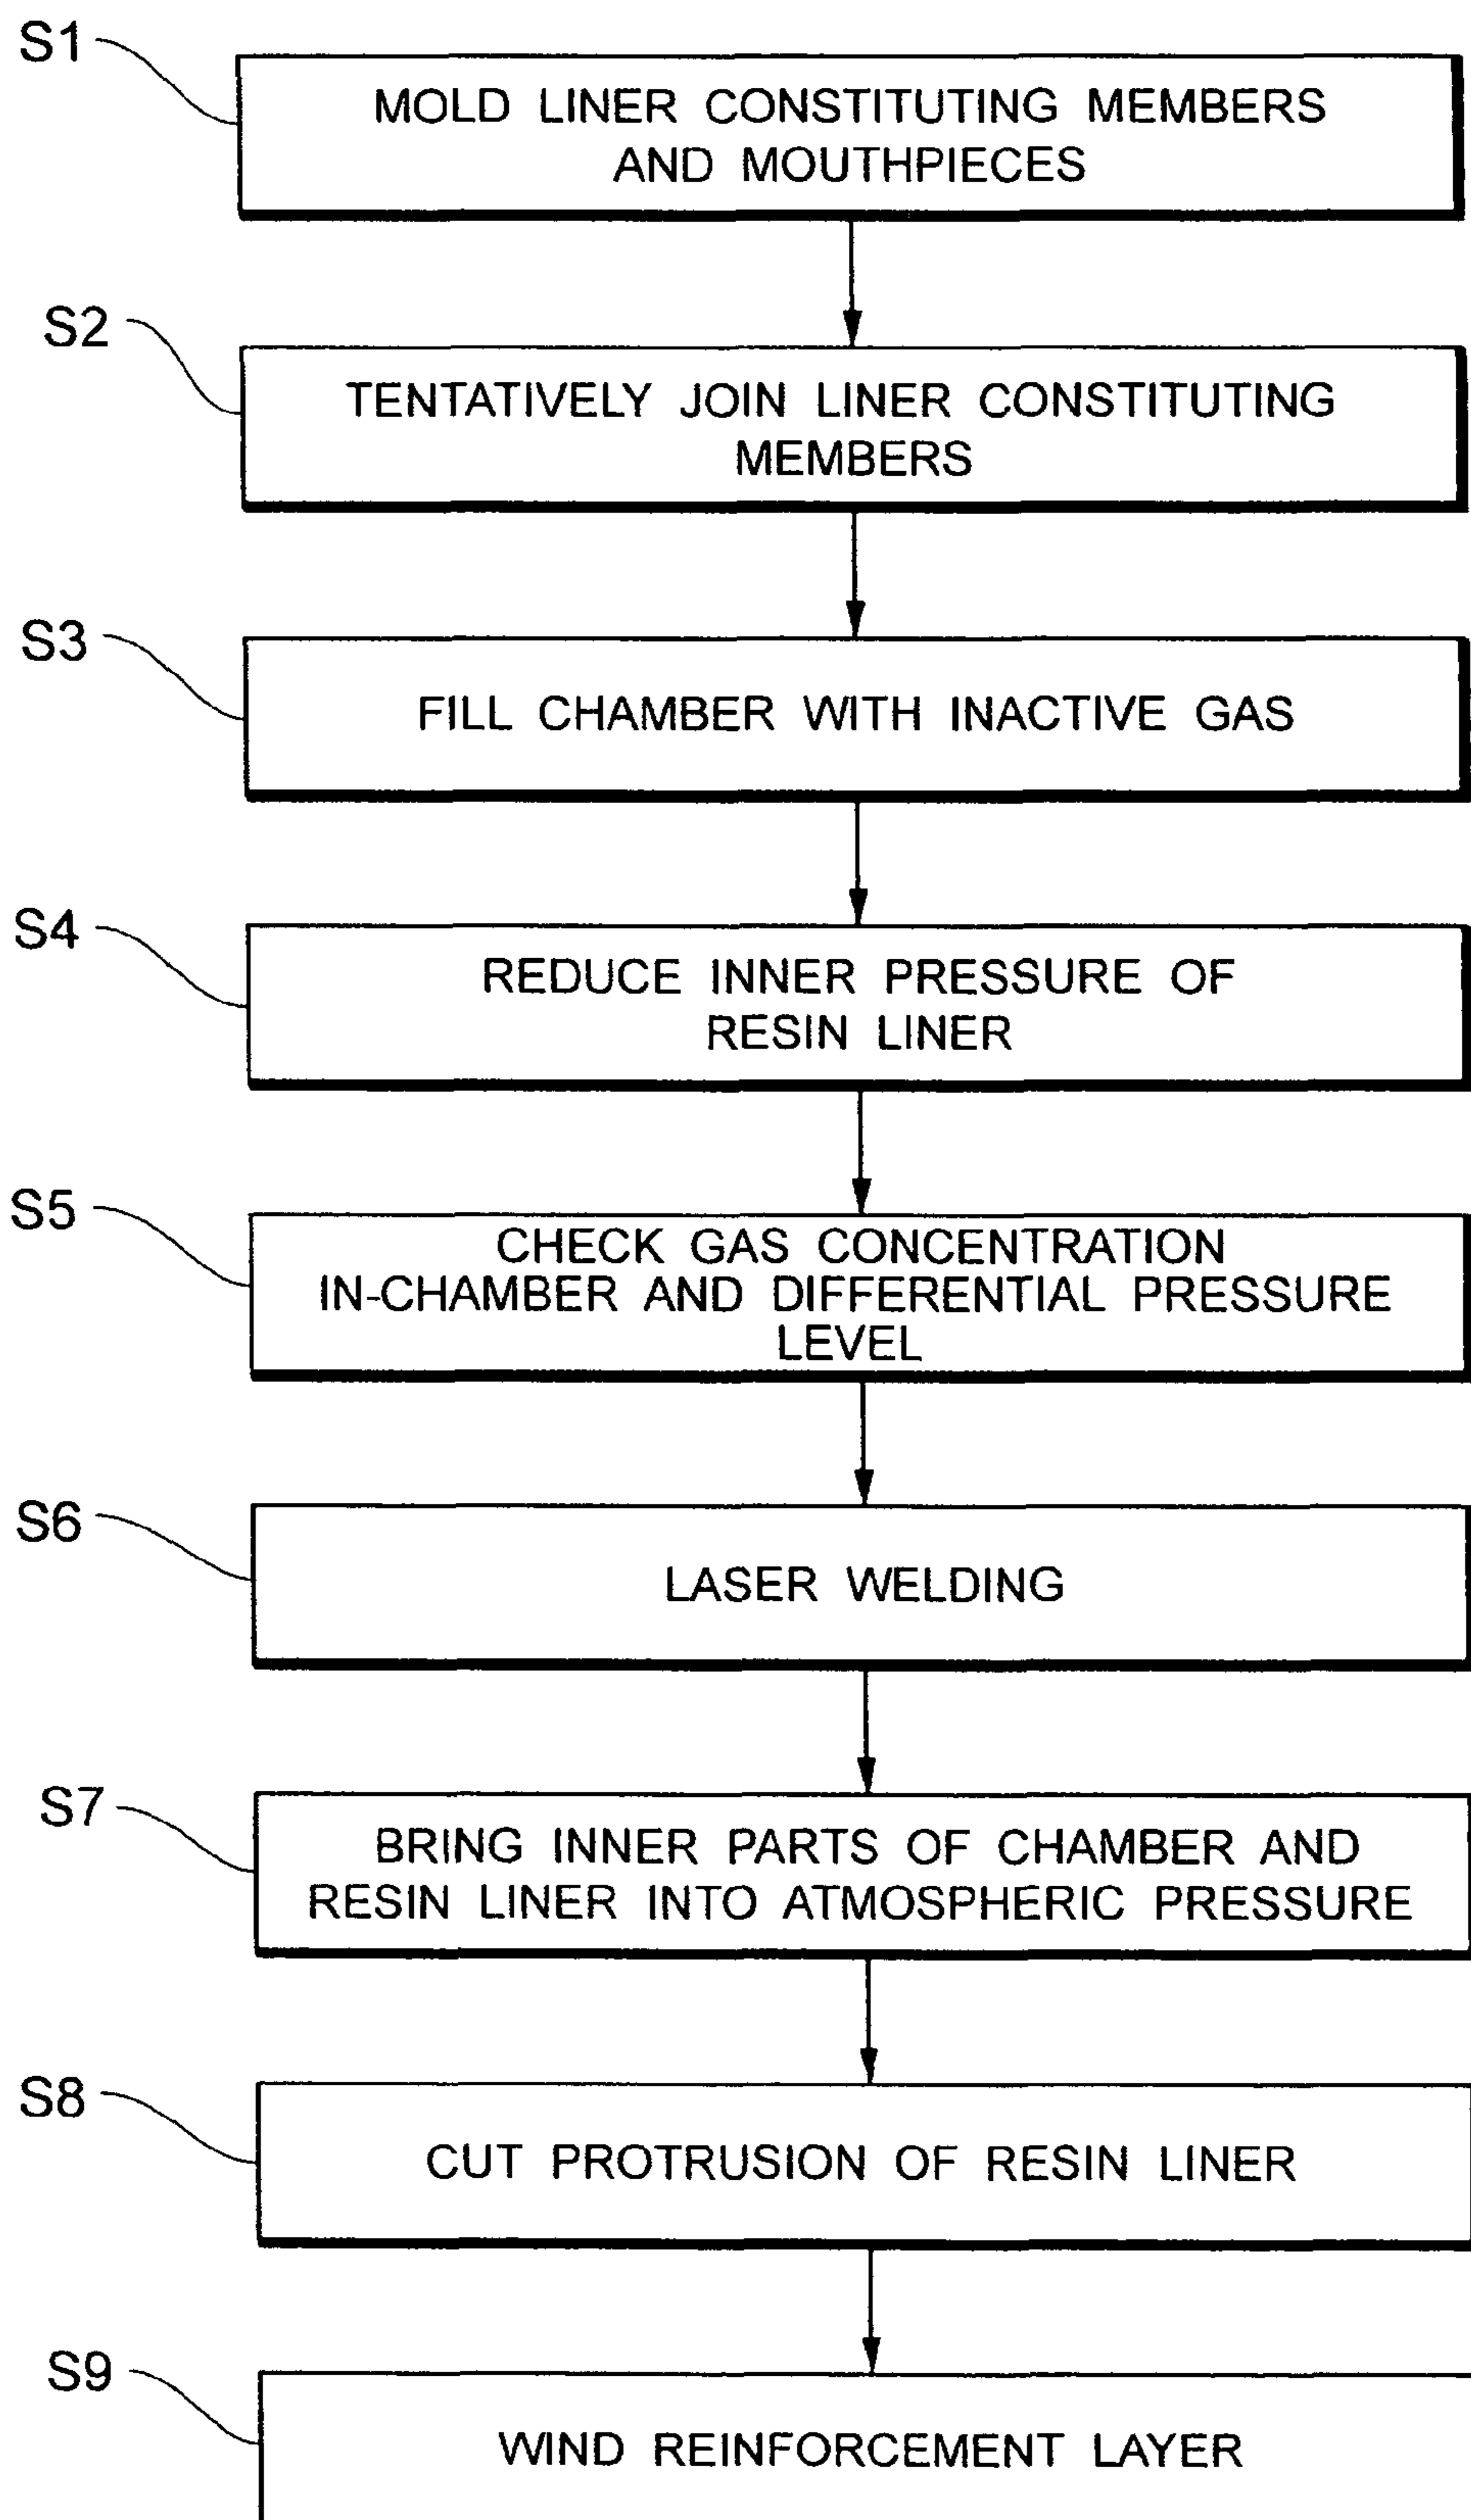 S1
MOLD LINER CONSTITUTING MEMBERS
AND MOUTHPIECES
S2
TENTATIVELY JOIN LINER CONSTITUTING
MEMBERS
S3
FILL CHAMBER WITH INACTIVE GAS
S4
REDUCE INNER PRESSURE OF
RESIN LINER
S5
CHECK GAS CONCENTRATION
IN-CHAMBER AND DIFFERENTIAL PRESSURE
LEVEL
S6
LASER WELDING
S7
BRING INNER PARTS OF CHAMBER AND
RESIN LINER INTO ATMOSPHERIC PRESSURE
S8
CUT PROTRUSION OF RESIN LINER
S9
WIND REINFORCEMENT LAYER